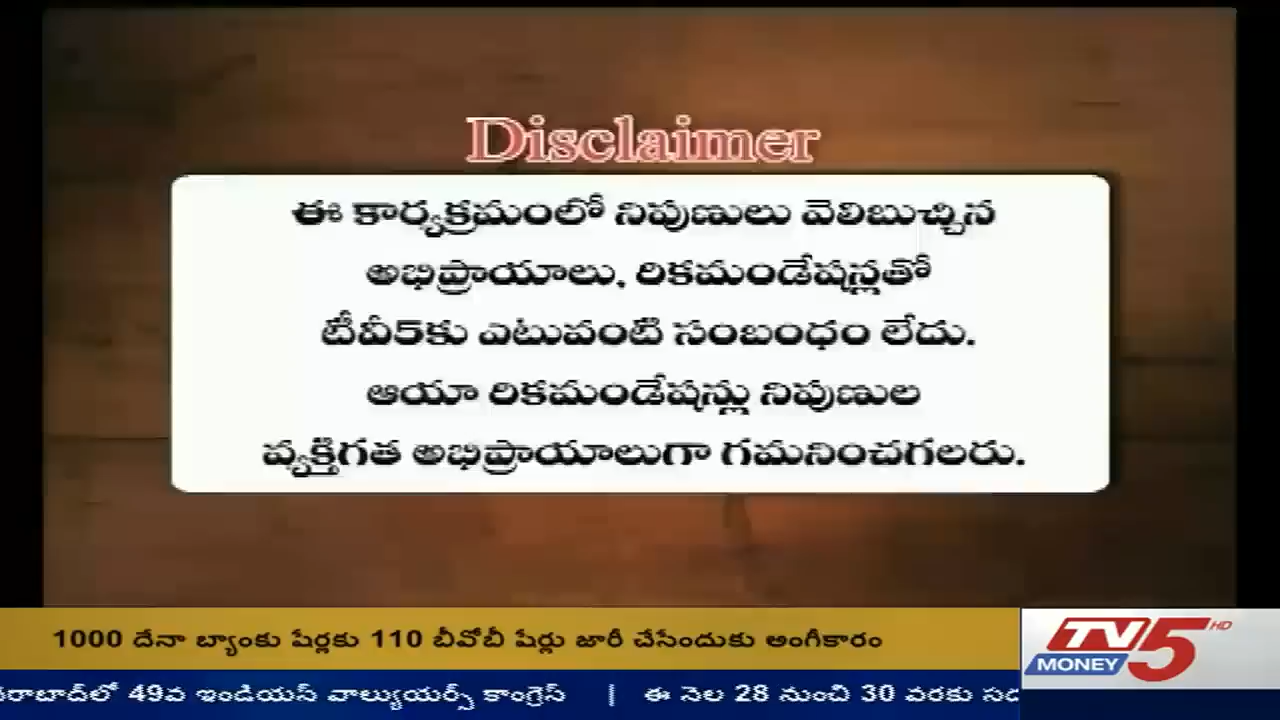 Disclaimer
ఈ కార్యక్రమంలో నిపుణులు వెలిబుచ్చిన
అభిప్రాయాలు, రికమండేషన్లతో
టీవీ5కు ఎటువంటి సంబంధం లేదు.
ఆయా రికమండేషన్లు నిపుణుల
వ్యక్తిగత అభిప్రాయాలుగా గమనించగలరు.
1000 దేనా బ్యాంకు షేర్లకు 110 బీవోబీ షేర్లు జారీ చేసేందుకు అంగీకారం
TV5 HD
MONEY
49వ ఇండియన్ వాల్యుయర్స్ కాంగ్రెస్ | ఈ నెల 28 నుంచి 30 వరకు